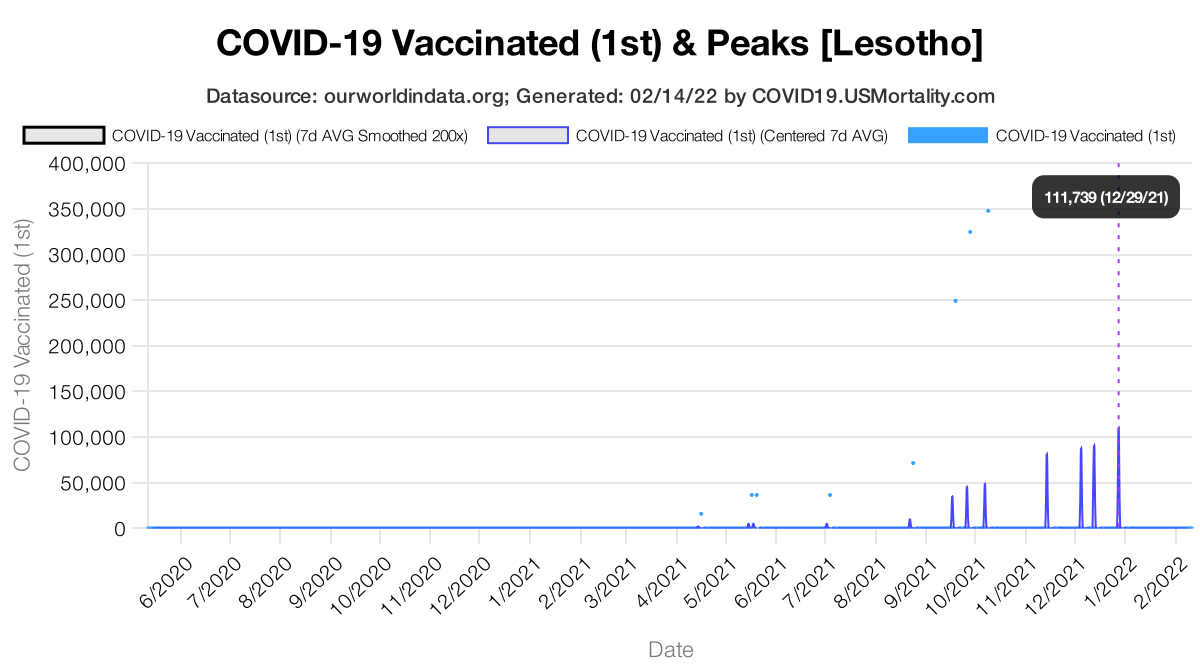 COVID-19 Vaccinated (1st) & Peaks [Lesotho]
Datasource: ourworldindata.org; Generated: 02/14/22 by COVID19.USMortality.com
COVID-19 Vaccinated (1st) (7d AVG Smoothed 200x) COVID-19 Vaccinated (1st) (Centered 7d AVG) COVID-19 Vaccinated (1st)
COVID-19 Vaccinated (1st)
400,000
350,000
300,000
250,000
200,000
150,000
100,000
50,000
0
111,739 (12/29/21)
6/2020 7/2020 8/2020 9/2020 10/2020 11/2020 12/2020 1/2021 2/2021 3/2021 4/2021 5/2021 6/2021 7/2021 8/2021 9/2021 10/2021 11/2021 12/2021 1/2022 2/2022
Date